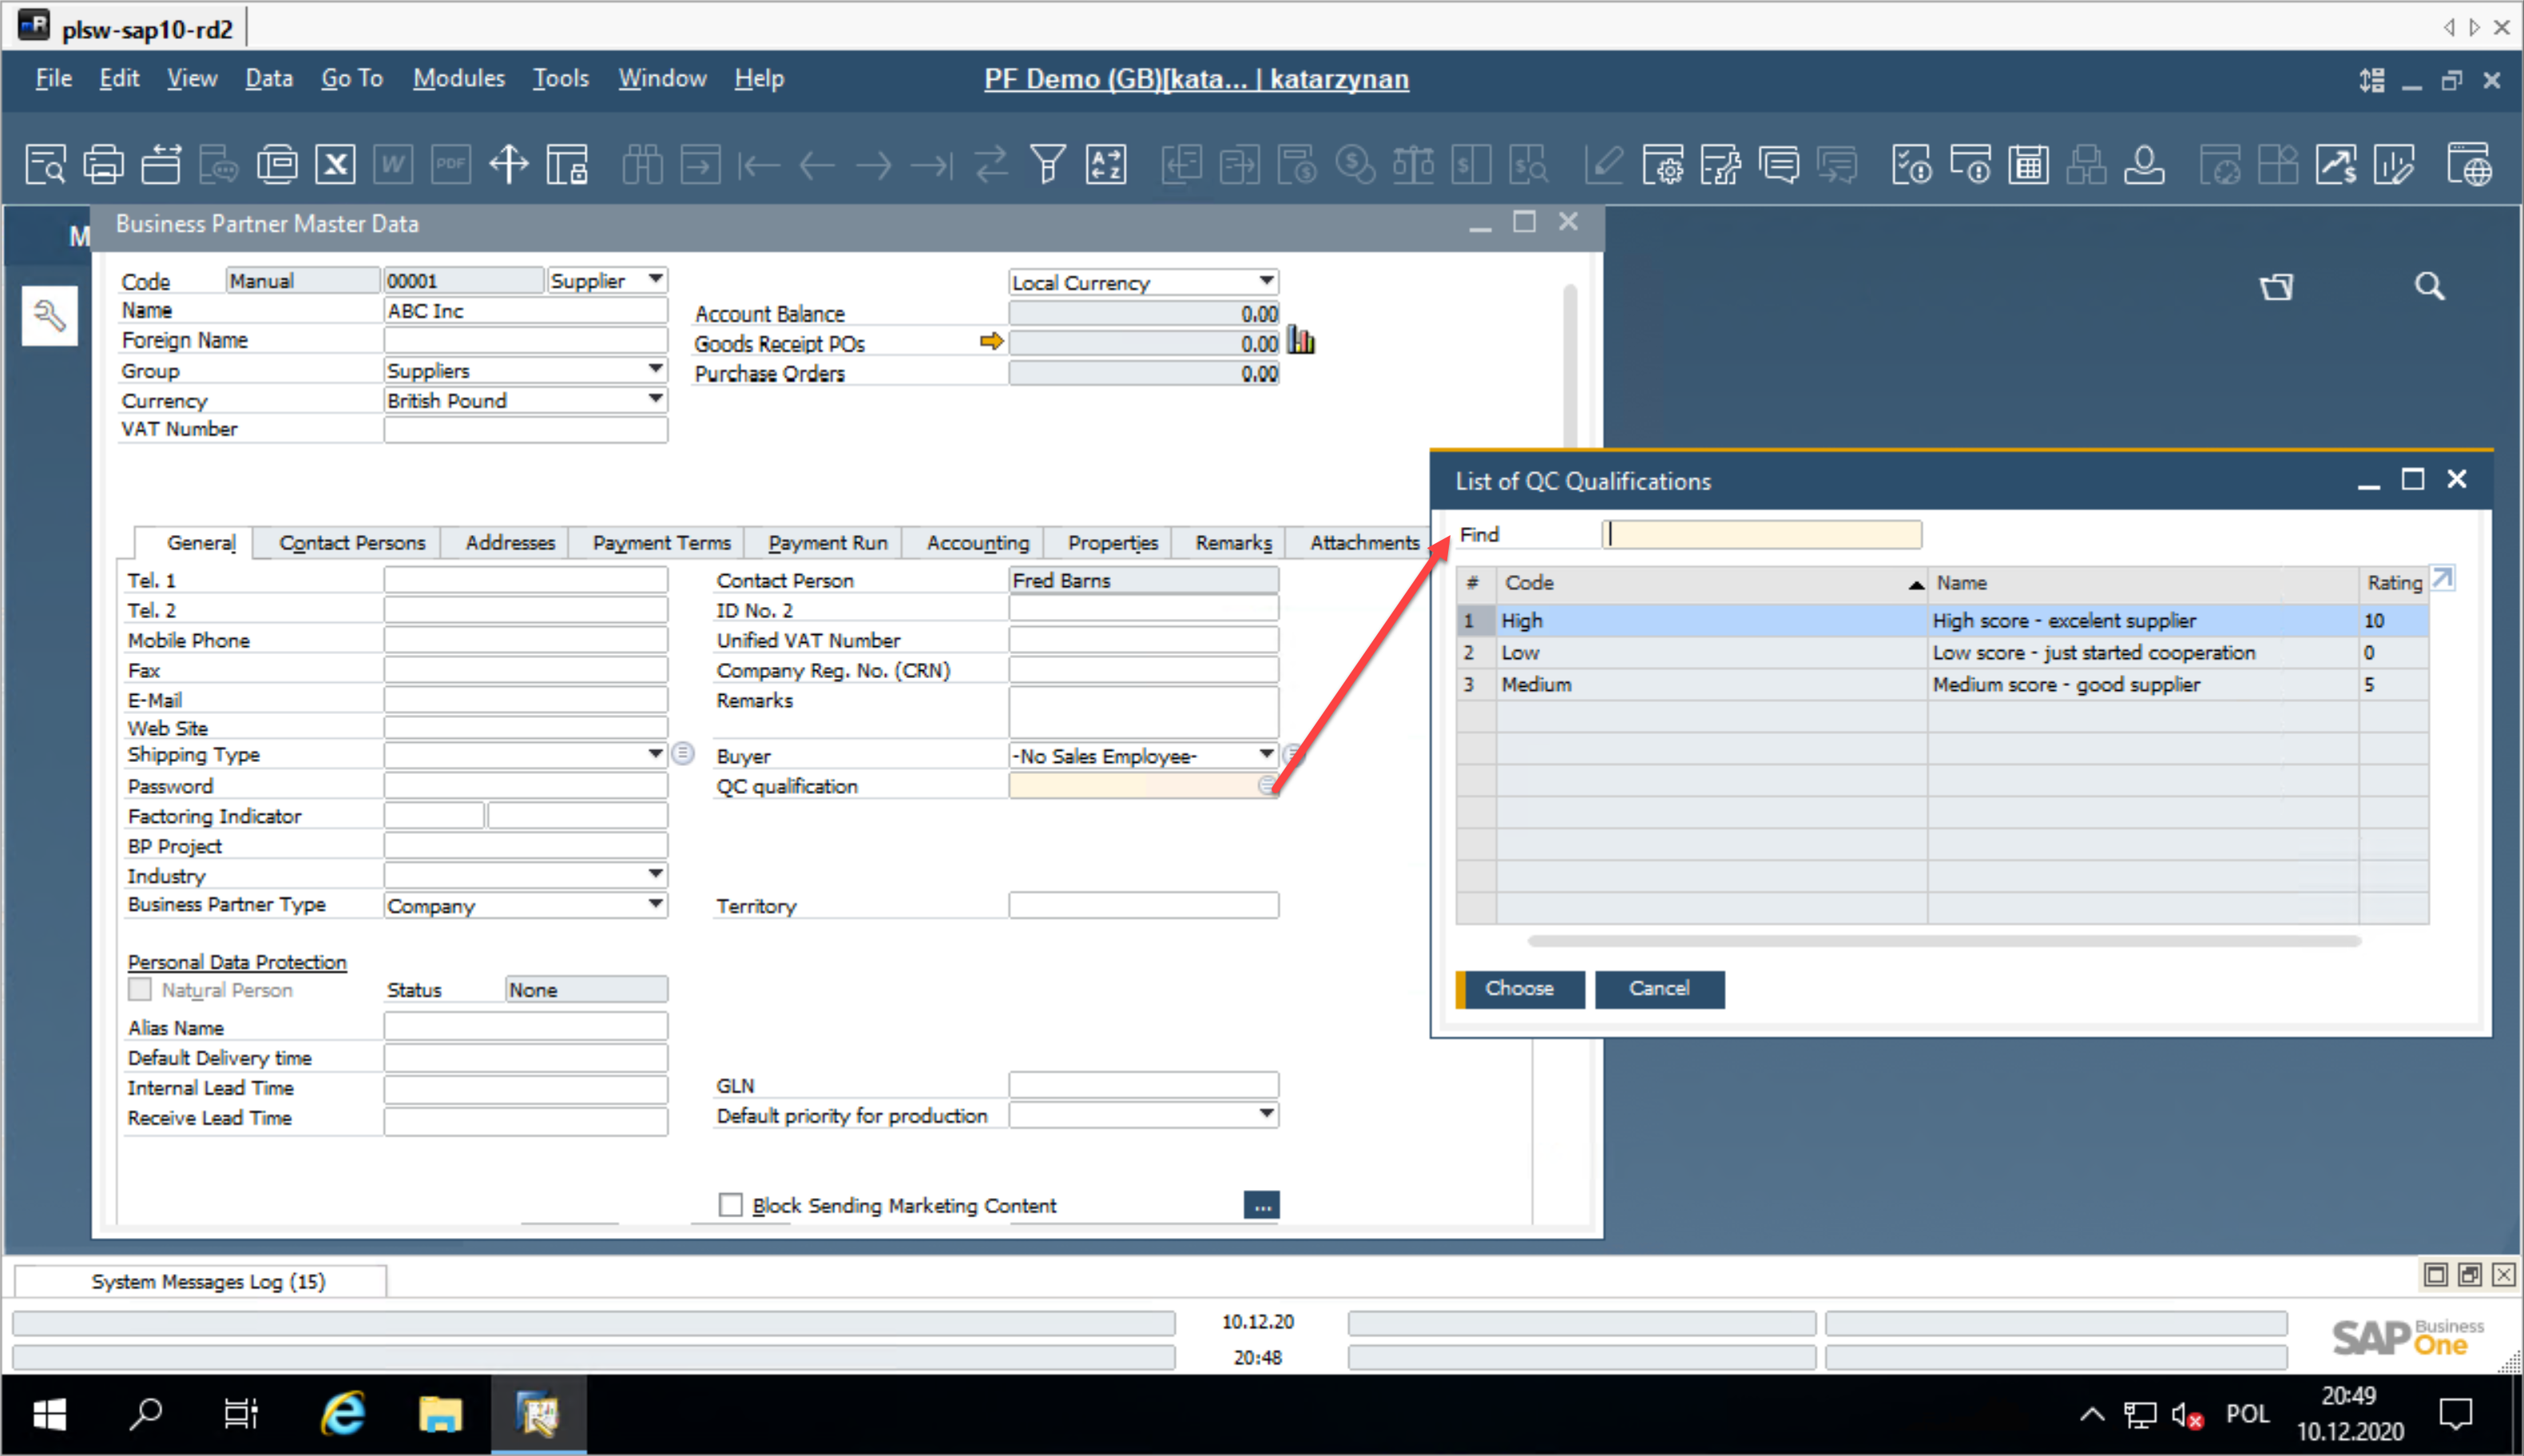 plsw-sap10-rd2
File Edit View Data Go To Modules Tools Window Help PF Demo (GB)[kata... | katarzynan
Business Partner Master Data
M
Code Manual 00001 Supplier Local Currency
Name ABC Inc Account Balance 0.00
Foreign Name Goods Receipt POs 0.00
Group Suppliers Purchase Orders 0.00
Currency British Pound
VAT Number
General Contact Persons Addresses Payment Terms Payment Run Accounting Properties Remarks Attachments
Tel. 1 Contact Person Fred Barns
Tel. 2 ID No. 2
Mobile Phone Unified VAT Number
Fax Company Reg. No. (CRN)
E-Mail Remarks
Web Site
Shipping Type Buyer -No Sales Employee-
Password QC qualification
Factoring Indicator
BP Project
Industry
Business Partner Type Company Territory
Personal Data Protection
Natural Person Status None
Alias Name
Default Delivery time
Internal Lead Time GLN
Receive Lead Time Default priority for production
Block Sending Marketing Content ...
List of QC Qualifications
Find
# Code Name Rating
1 High High score - excelent supplier 10
2 Low Low score - just started cooperation 0
3 Medium Medium score - good supplier 5
Choose Cancel
System Messages Log (15)
10.12.20
20:48
SAP Business One
POL
20:49
10.12.2020